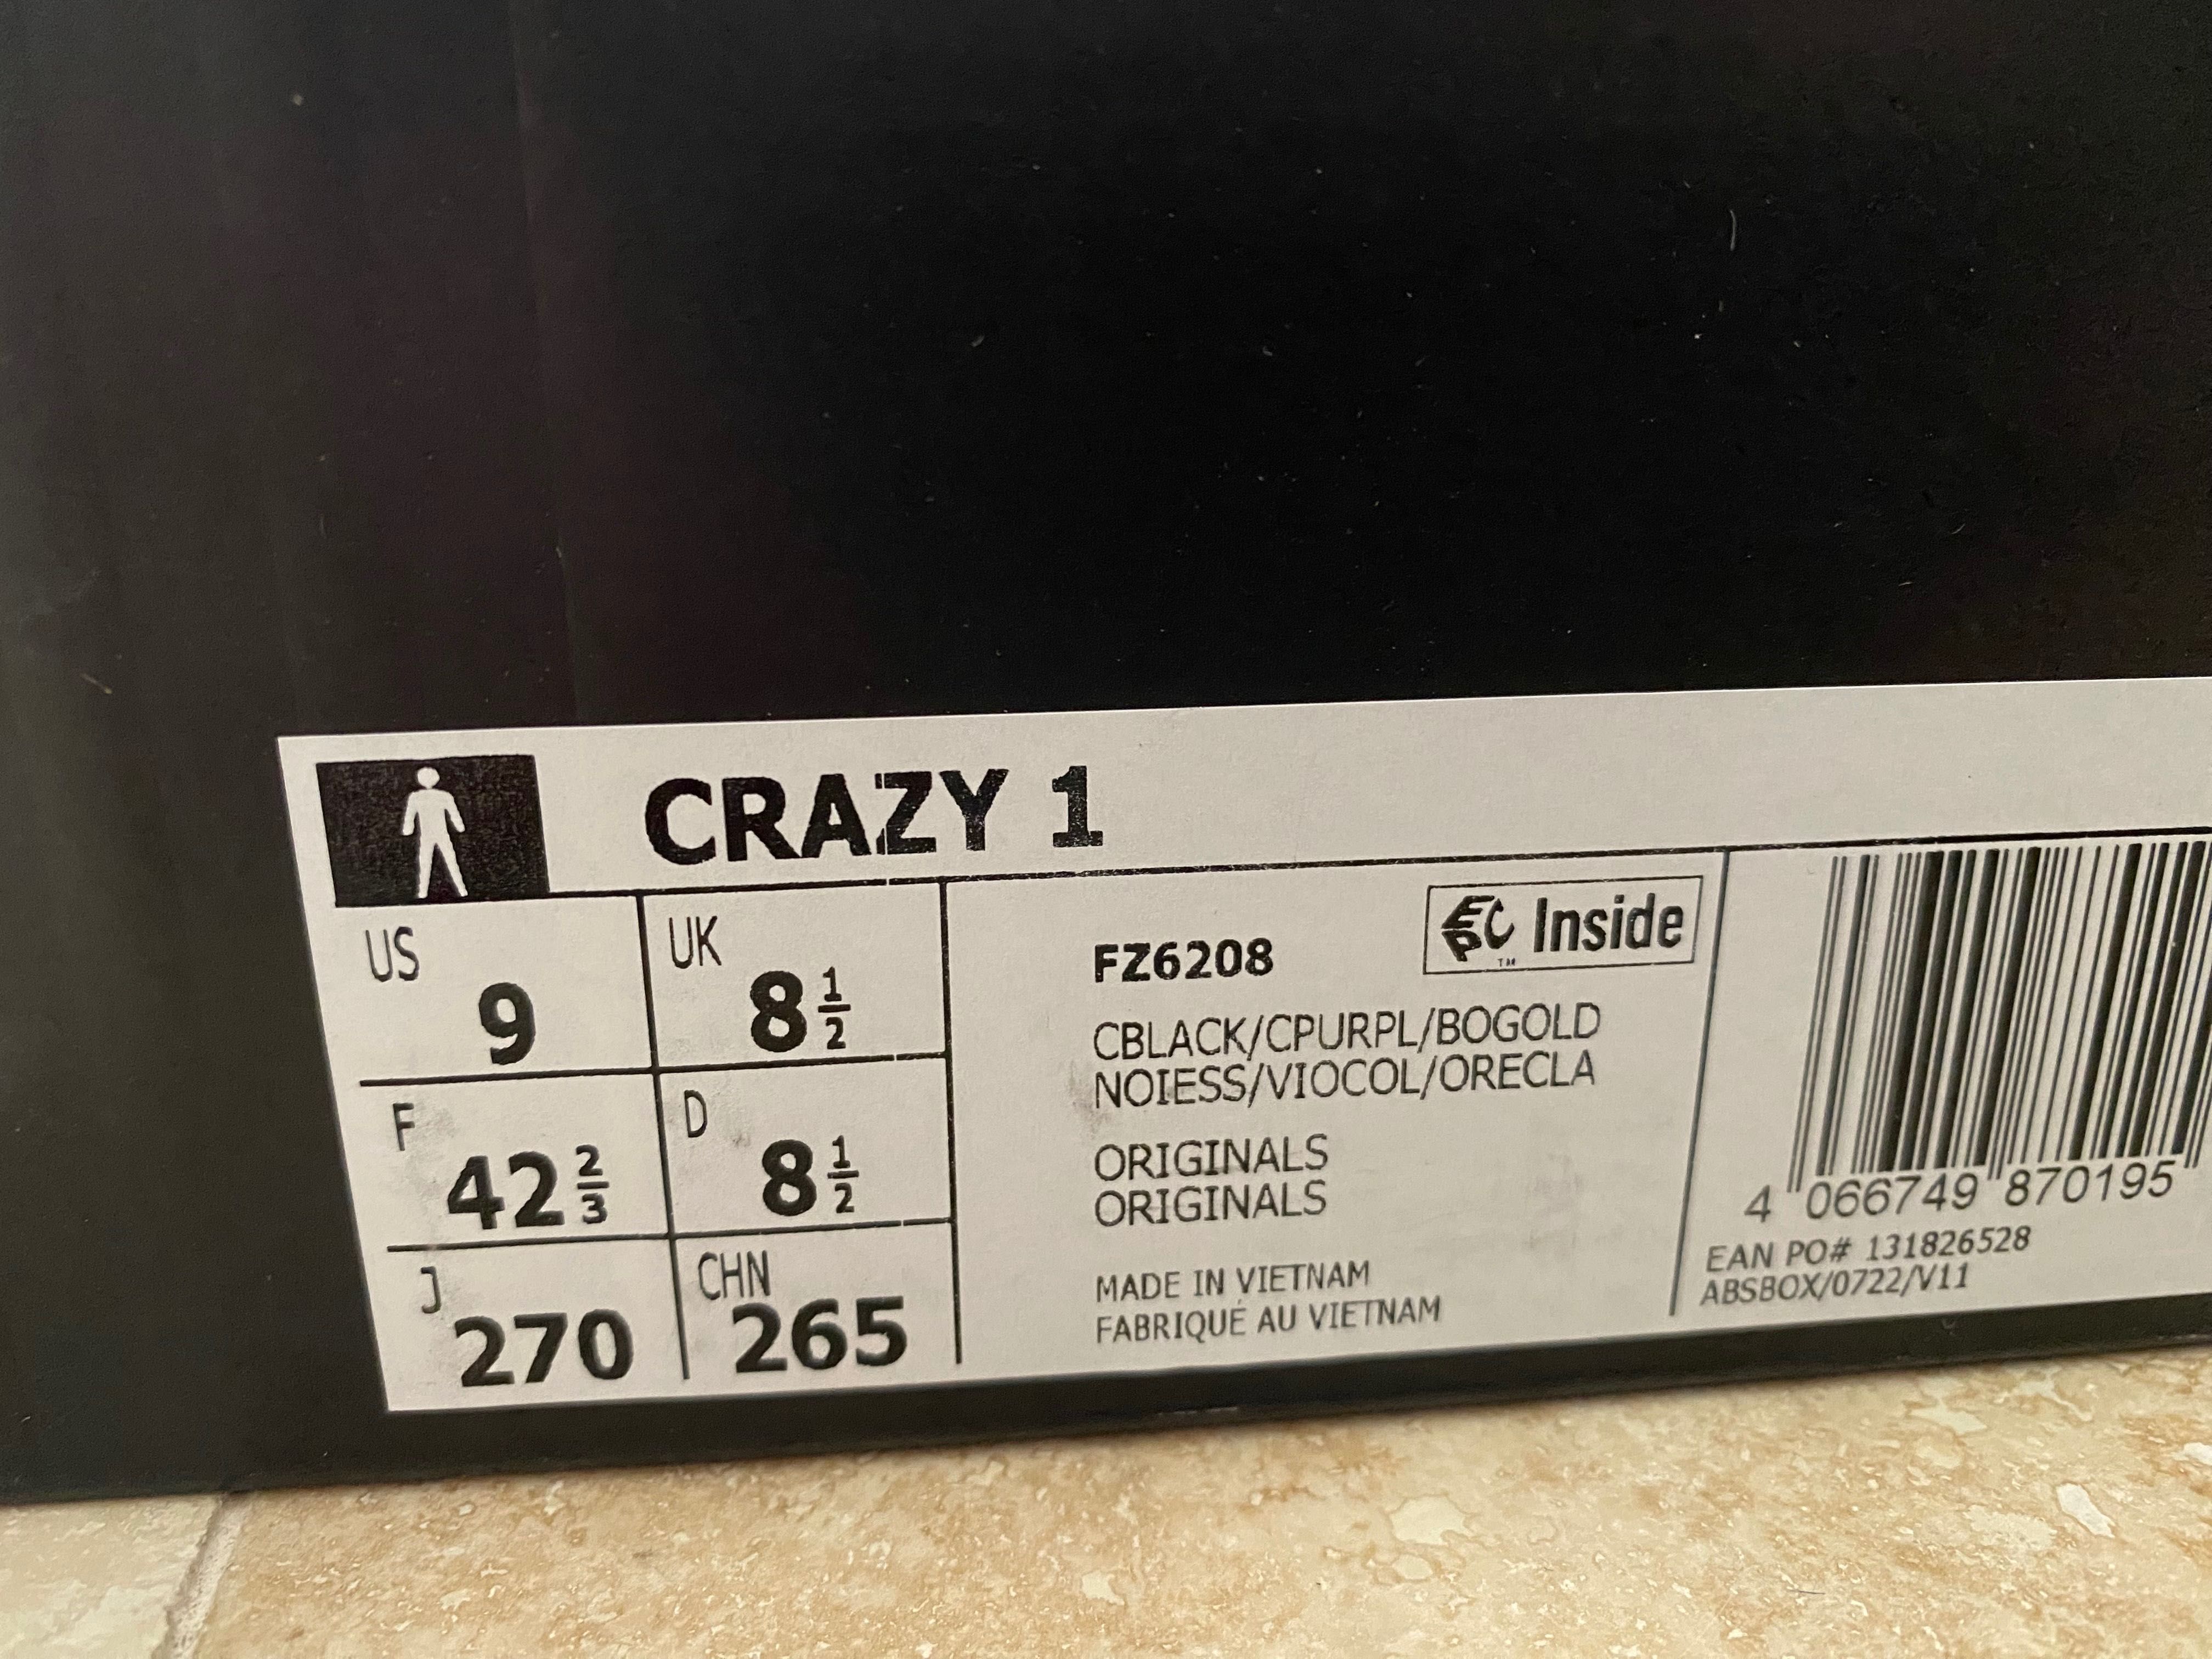 CRAZY 1
US
9
UK
8 1/2
F
42 2/3
D
8 1/2
J
270
CHN
265
FZ6208
EPC Inside
TM
CBLACK/CPURPL/BOGOLD
NOIESS/VIOCOL/ORECLA
ORIGINALS
ORIGINALS
MADE IN VIETNAM
FABRIQUÉ AU VIETNAM
4 066749 870195
EAN PO# 131826528
ABSBOX/0722/V11